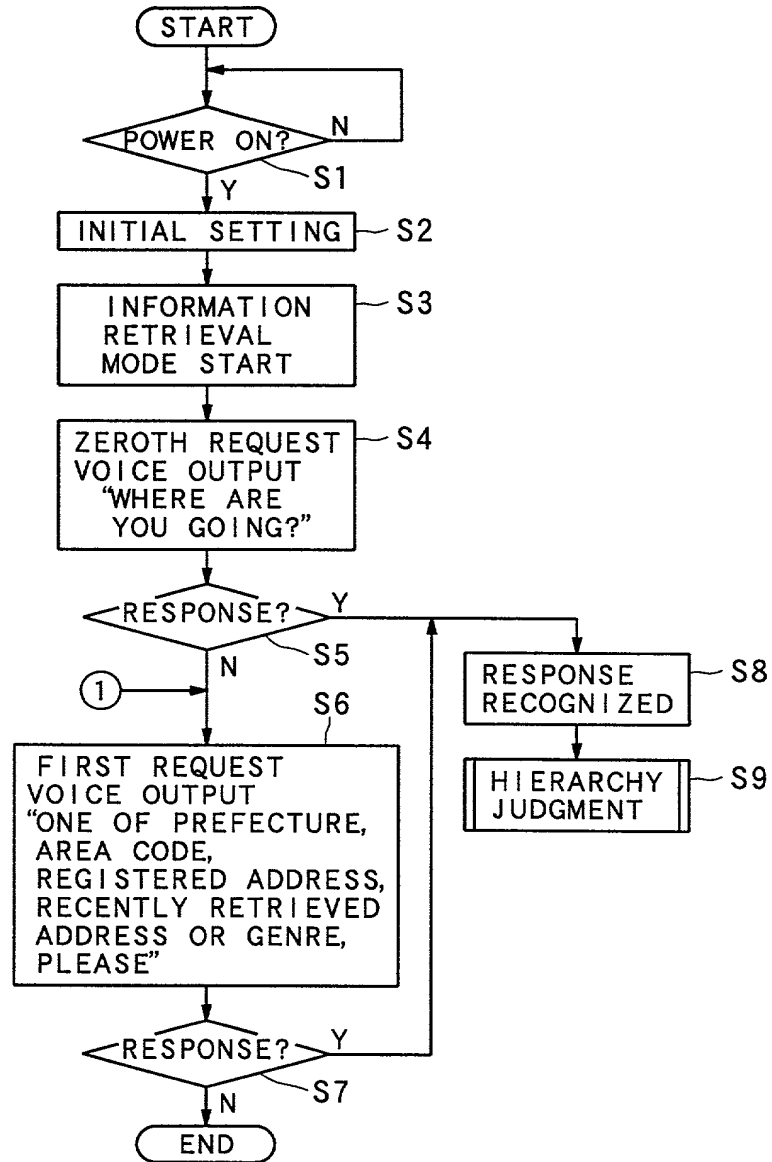 START
POWER ON?
N
S1
Y
INITIAL SETTING
S2
INFORMATION
RETRIEVAL
MODE START
S3
ZEROTH REQUEST
VOICE OUTPUT
“WHERE ARE
YOU GOING?”
S4
RESPONSE?
Y
S5
N
1
S6
FIRST REQUEST
VOICE OUTPUT
“ONE OF PREFECTURE,
AREA CODE,
REGISTERED ADDRESS,
RECENTLY RETRIEVED
ADDRESS OR GENRE,
PLEASE”
RESPONSE?
Y
S7
N
END
RESPONSE
RECOGNIZED
S8
HIERARCHY
JUDGMENT
S9